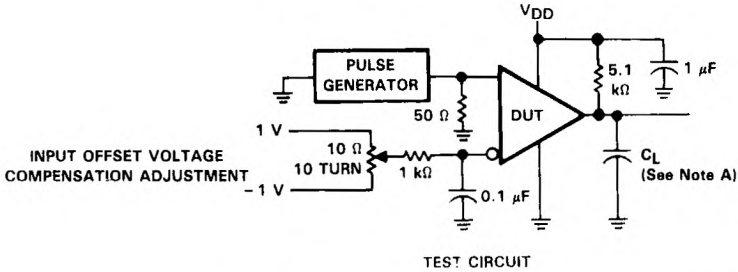 VDD
PULSE
GENERATOR
5.1
kΩ
1 μF
50 Ω
DUT
1 V
INPUT OFFSET VOLTAGE
COMPENSATION ADJUSTMENT
10 Ω
10 TURN
1 kΩ
-1 V
0.1 μF
CL
(See Note A)
TEST CIRCUIT